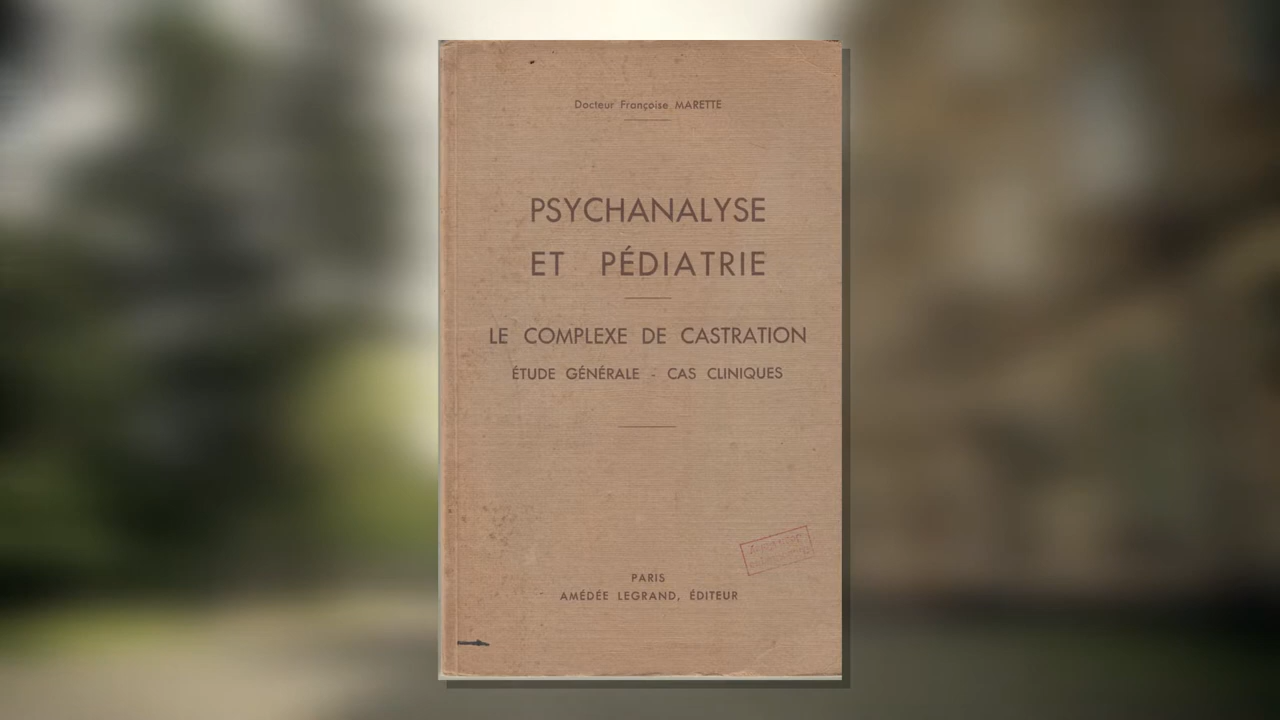 Docteur Françoise MARETTE
PSYCHANALYSE
ET PÉDIATRIE
LE COMPLEXE DE CASTRATION
ÉTUDE GÉNÉRALE - CAS CLINIQUES
PARIS
AMÉDÉE LEGRAND, ÉDITEUR